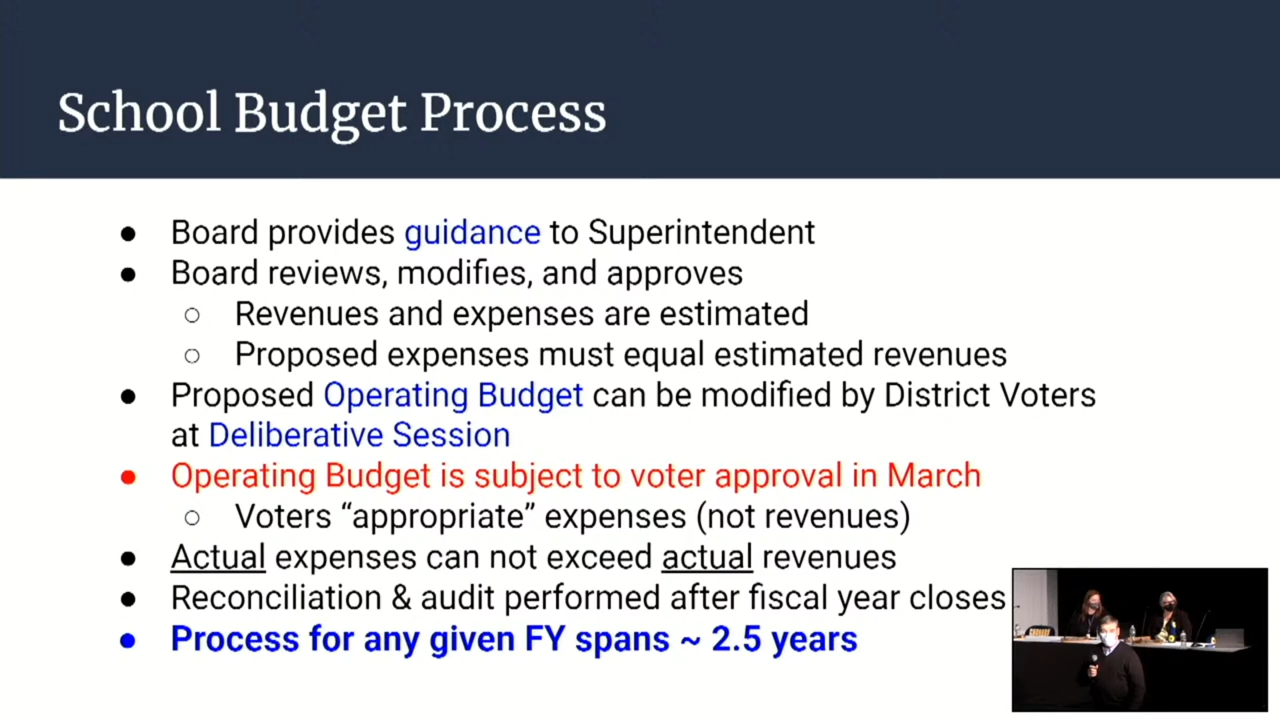 School Budget Process
● Board provides guidance to Superintendent
● Board reviews, modifies, and approves
○ Revenues and expenses are estimated
○ Proposed expenses must equal estimated revenues
● Proposed Operating Budget can be modified by District Voters
at Deliberative Session
● Operating Budget is subject to voter approval in March
○ Voters “appropriate” expenses (not revenues)
● Actual expenses can not exceed actual revenues
● Reconciliation & audit performed after fiscal year closes
● Process for any given FY spans ~ 2.5 years